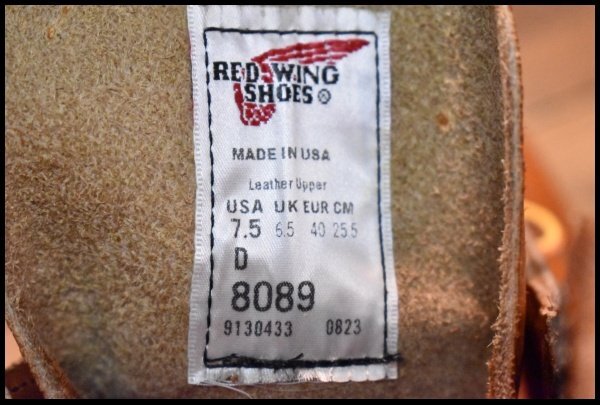 RED WING
SHOES®
MADE IN USA
Leather Upper
USA UK EUR CM
7.5 6.5 40 25.5
D
8089
9130433 0823